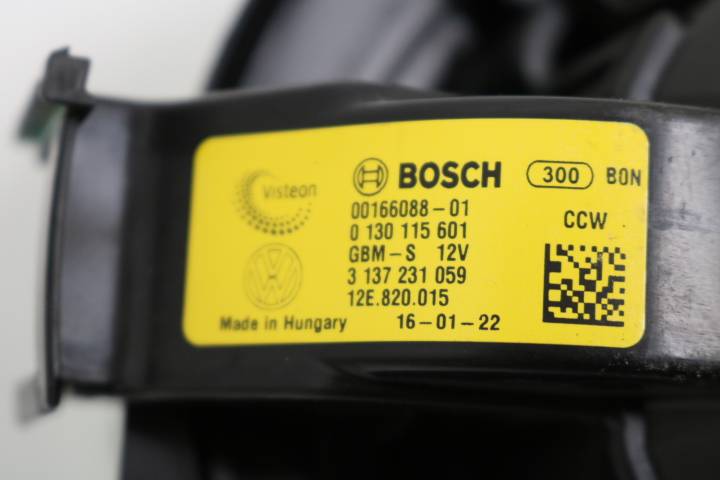 Visteon
BOSCH 300 B0N
00166088-01
0 130 115 601 CCW
GBM-S 12V
3 137 231 059
12E.820.015
Made in Hungary 16-01-22